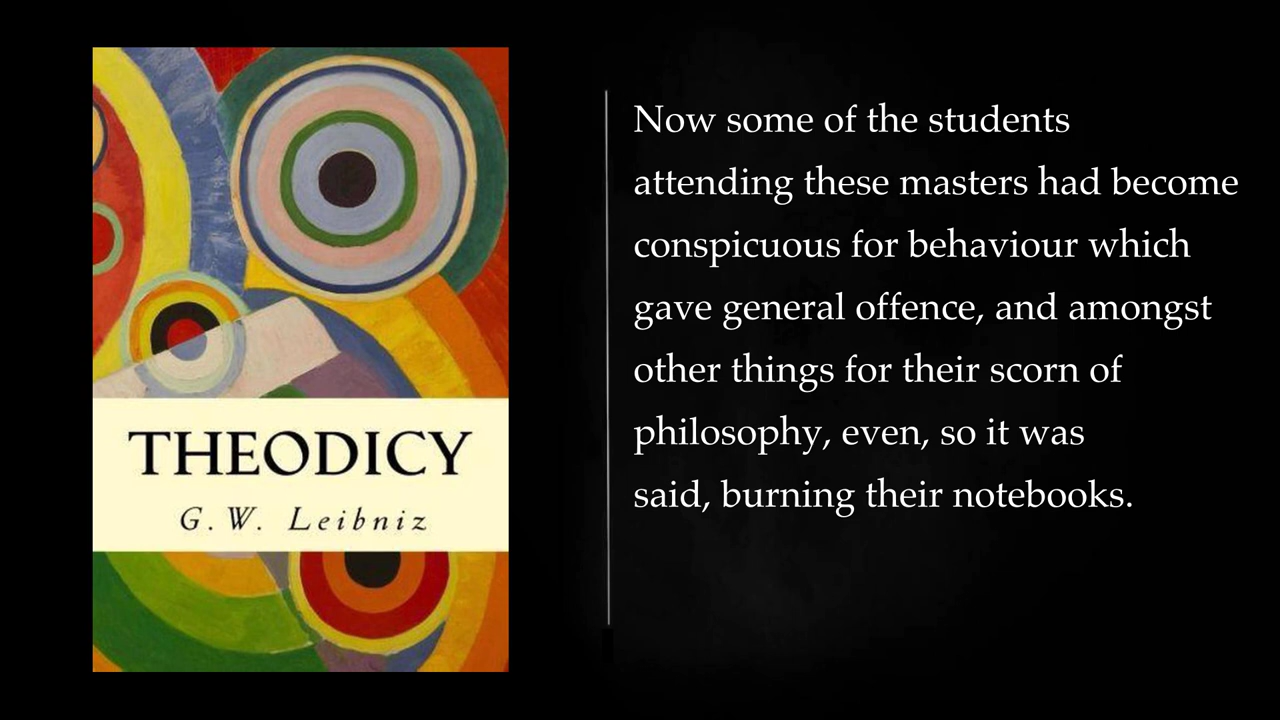 THEODICY
G. W. Leibniz
Now some of the students
attending these masters had become
conspicuous for behaviour which
gave general offence, and amongst
other things for their scorn of
philosophy, even, so it was
said, burning their notebooks.